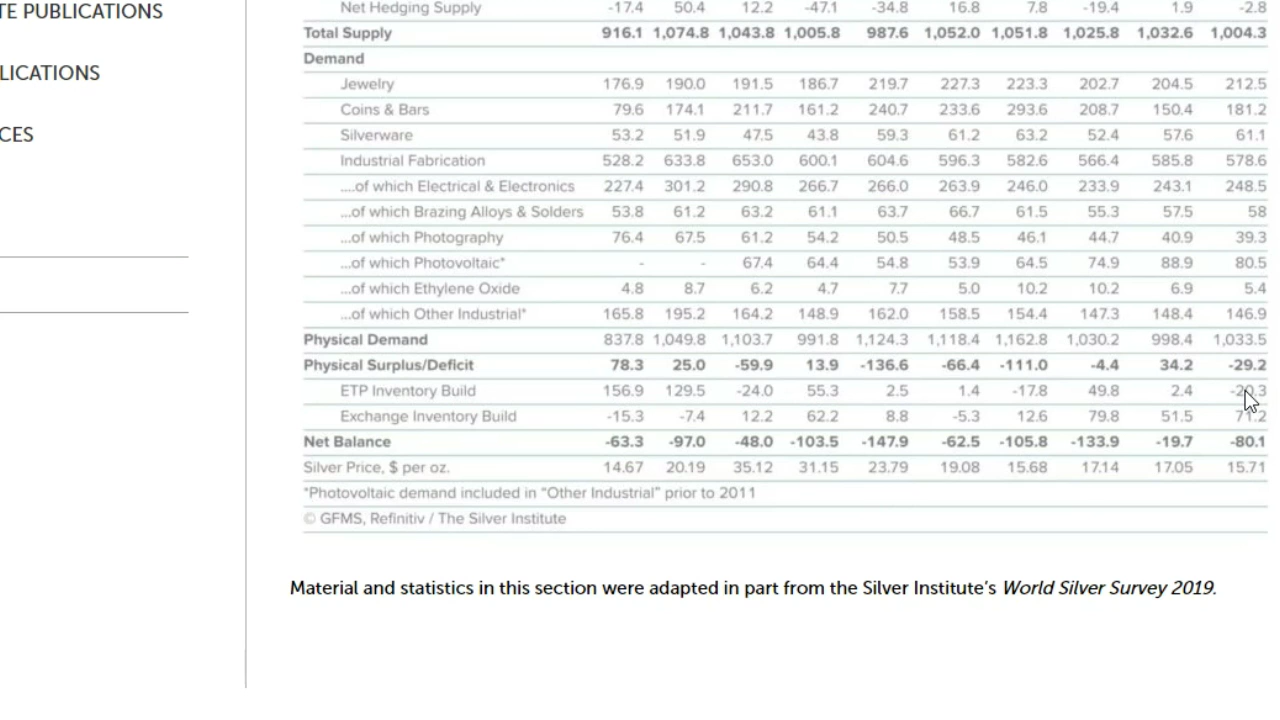 TE PUBLICATIONS
LICATIONS
CES
Net Hedging Supply -17.4 50.4 12.2 -47.1 -34.8 16.8 7.8 -19.4 1.9 -2.8
Total Supply 916.1 1,074.8 1,043.8 1,005.8 987.6 1,052.0 1,051.8 1,025.8 1,032.6 1,004.3
Demand
Jewelry 176.9 190.0 191.5 186.7 219.7 227.3 223.3 202.7 204.5 212.5
Coins & Bars 79.6 174.1 211.7 161.2 240.7 233.6 293.6 208.7 150.4 181.2
Silverware 53.2 51.9 47.5 43.8 59.3 61.2 63.2 52.4 57.6 61.1
Industrial Fabrication 528.2 633.8 653.0 600.1 604.6 596.3 582.6 566.4 585.8 578.6
....of which Electrical & Electronics 227.4 301.2 290.8 266.7 266.0 263.9 246.0 233.9 243.1 248.5
...of which Brazing Alloys & Solders 53.8 61.2 63.2 61.1 63.7 66.7 61.5 55.3 57.5 58
...of which Photography 76.4 67.5 61.2 54.2 50.5 48.5 46.1 44.7 40.9 39.3
...of which Photovoltaic* - - 67.4 64.4 54.8 53.9 64.5 74.9 88.9 80.5
...of which Ethylene Oxide 4.8 8.7 6.2 4.7 7.7 5.0 10.2 10.2 6.9 5.4
...of which Other Industrial* 165.8 195.2 164.2 148.9 162.0 158.5 154.4 147.3 148.4 146.9
Physical Demand 837.8 1,049.8 1,103.7 991.8 1,124.3 1,118.4 1,162.8 1,030.2 998.4 1,033.5
Physical Surplus/Deficit 78.3 25.0 -59.9 13.9 -136.6 -66.4 -111.0 -4.4 34.2 -29.2
ETP Inventory Build 156.9 129.5 -24.0 55.3 2.5 1.4 -17.8 49.8 2.4 -20.3
Exchange Inventory Build -15.3 -7.4 12.2 62.2 8.8 -5.3 12.6 79.8 51.5 71.2
Net Balance -63.3 -97.0 -48.0 -103.5 -147.9 -62.5 -105.8 -133.9 -19.7 -80.1
Silver Price, $ per oz. 14.67 20.19 35.12 31.15 23.79 19.08 15.68 17.14 17.05 15.71
*Photovoltaic demand included in “Other Industrial” prior to 2011
© GFMS, Refinitiv / The Silver Institute
Material and statistics in this section were adapted in part from the Silver Institute’s World Silver Survey 2019.